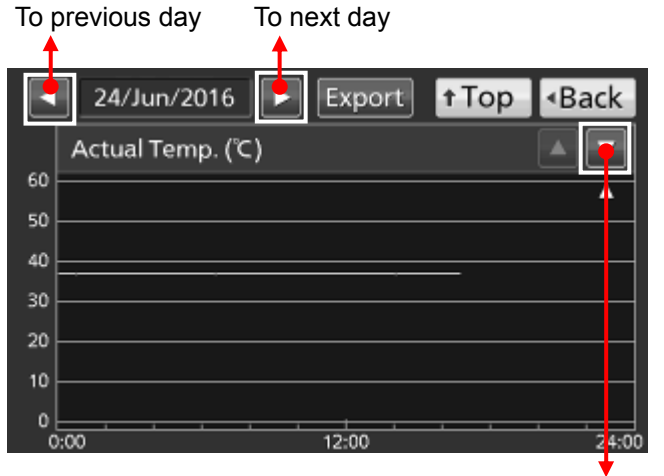 To previous day To next day
◄ 24/Jun/2016 ► Export ↑Top ◂Back
Actual Temp. (℃) ▲ ▼
60
50
40
30
20
10
0
0:00 12:00 24:00